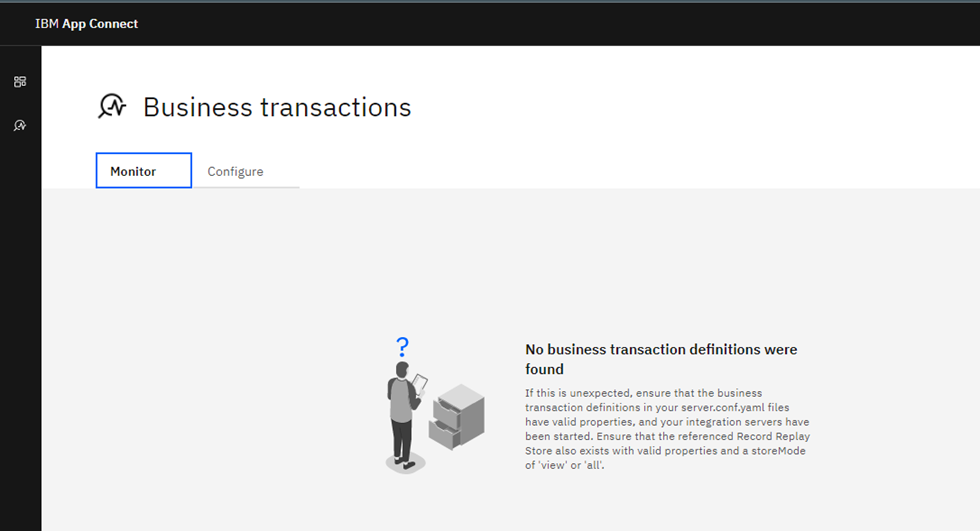 IBM App Connect
Business transactions
Monitor
Configure
?
No business transaction definitions were
found
If this is unexpected, ensure that the business
transaction definitions in your server.conf.yaml files
have valid properties, and your integration servers have
been started. Ensure that the referenced Record Replay
Store also exists with valid properties and a storeMode
of 'view' or 'all'.